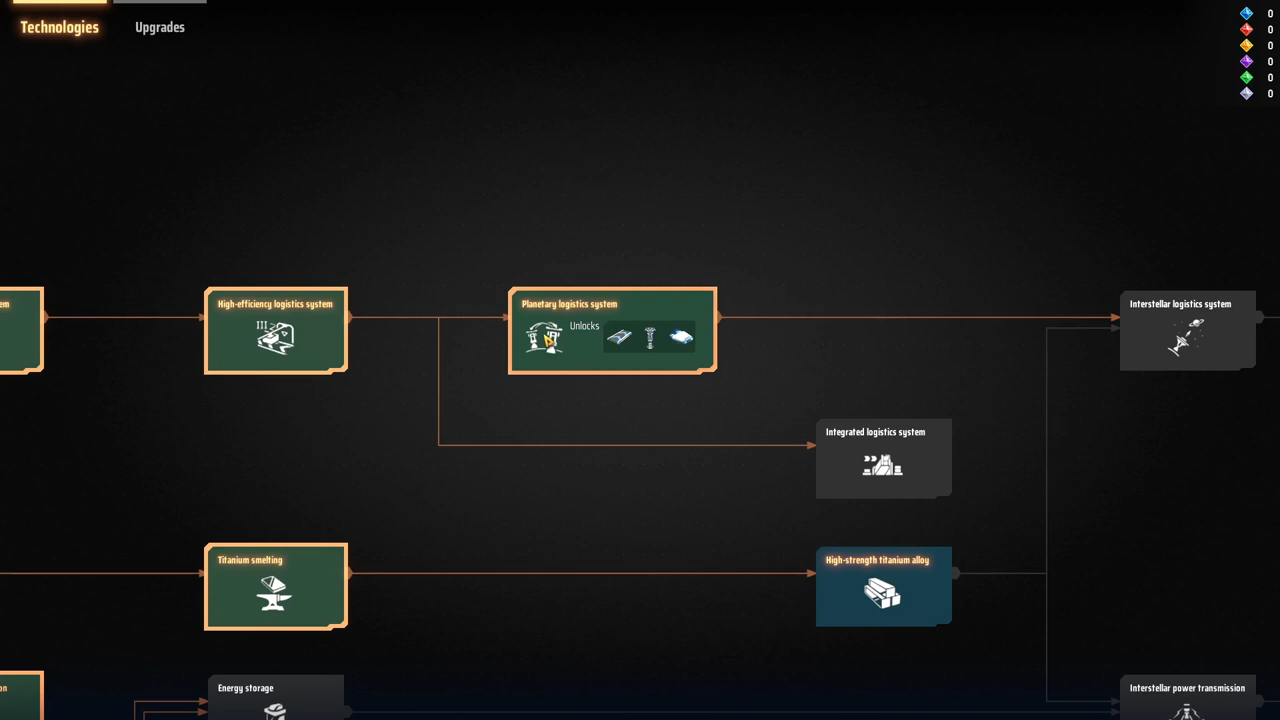 Technologies
Upgrades
0
0
0
0
0
0
em
High-efficiency logistics system
III
Planetary logistics system
Unlocks
Interstellar logistics system
Integrated logistics system
Titanium smelting
High-strength titanium alloy
on
Energy storage
Interstellar power transmission